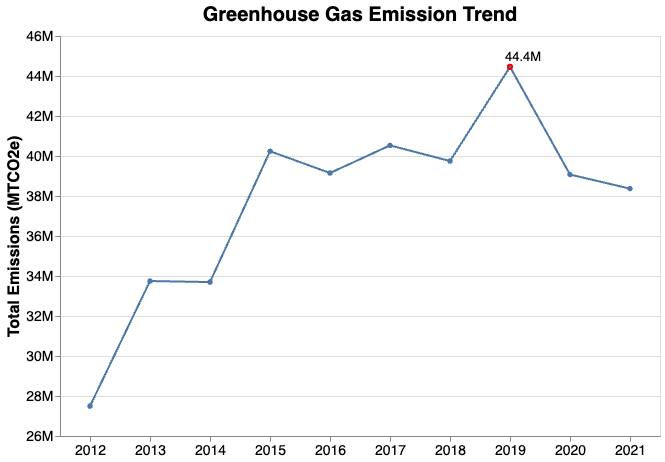 Greenhouse Gas Emission Trend
Total Emissions (MTCO2e)
46M
44M
42M
40M
38M
36M
34M
32M
30M
28M
26M
44.4M
2012 2013 2014 2015 2016 2017 2018 2019 2020 2021